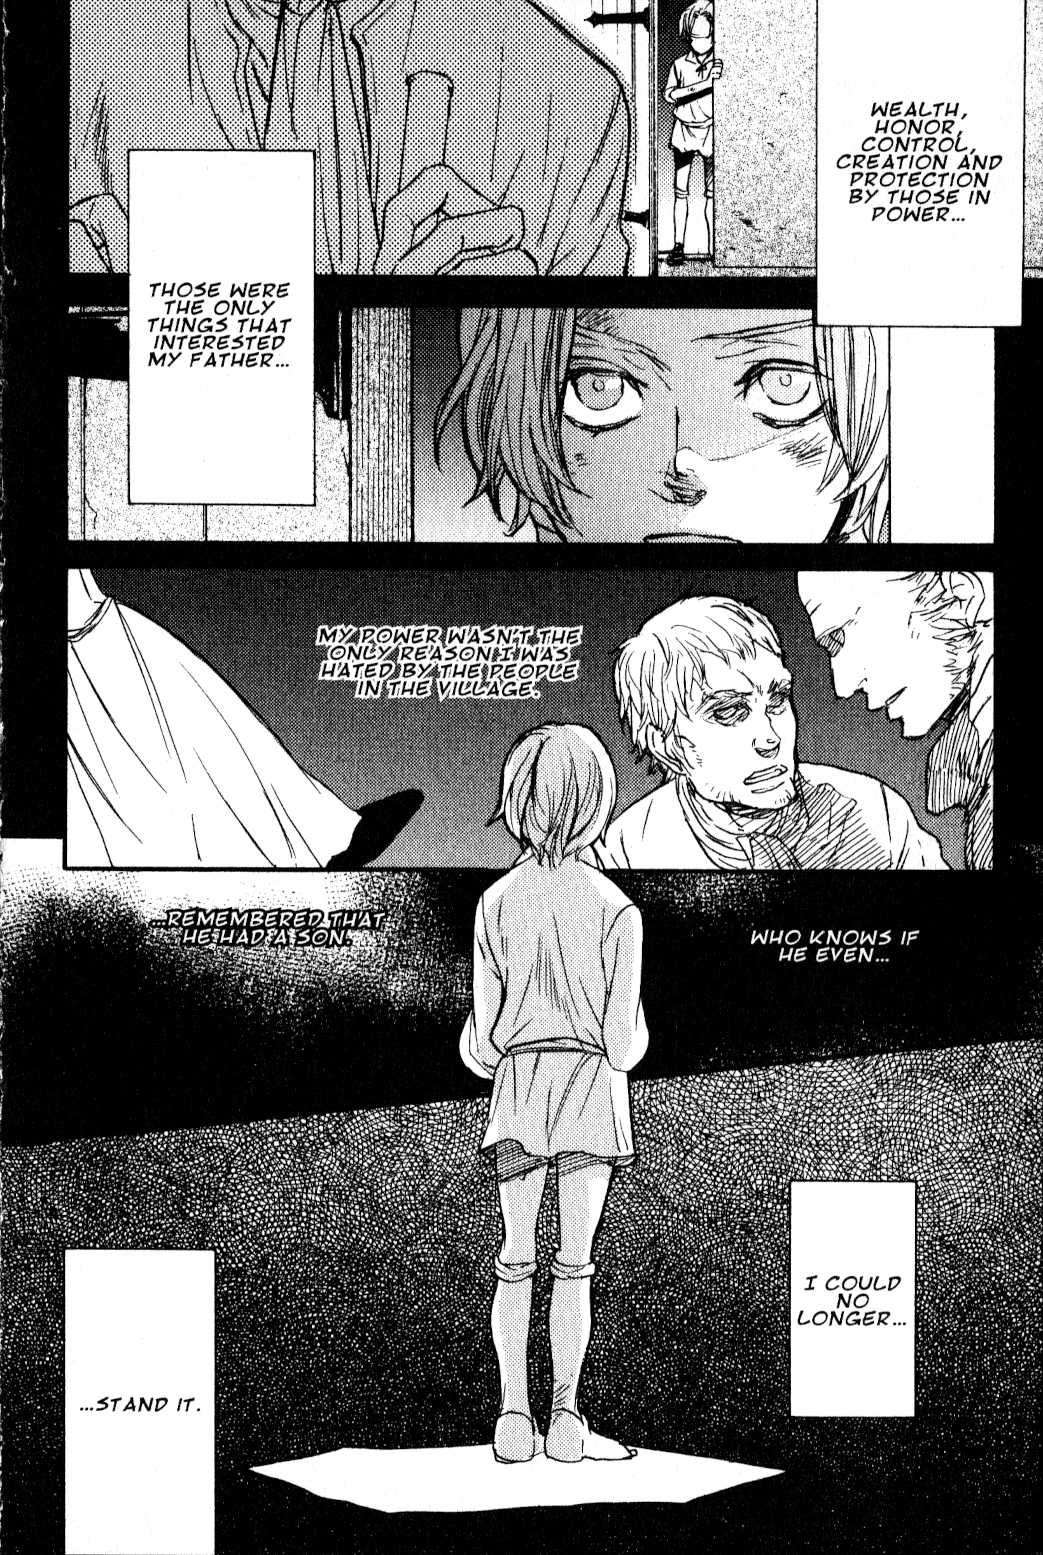 WEALTH,
HONOR,
CONTROL,
CREATION AND
PROTECTION
BY THOSE IN
POWER...
THOSE WERE
THE ONLY
THINGS THAT
INTERESTED
MY FATHER...
MY POWER WASN'T THE
ONLY REASON I WAS
HATED BY THE PEOPLE
IN THE VILLAGE.
WHO KNOWS IF
HE EVEN...
...REMEMBERED THAT
HE HAD A SON.
I COULD
NO
LONGER...
...STAND IT.